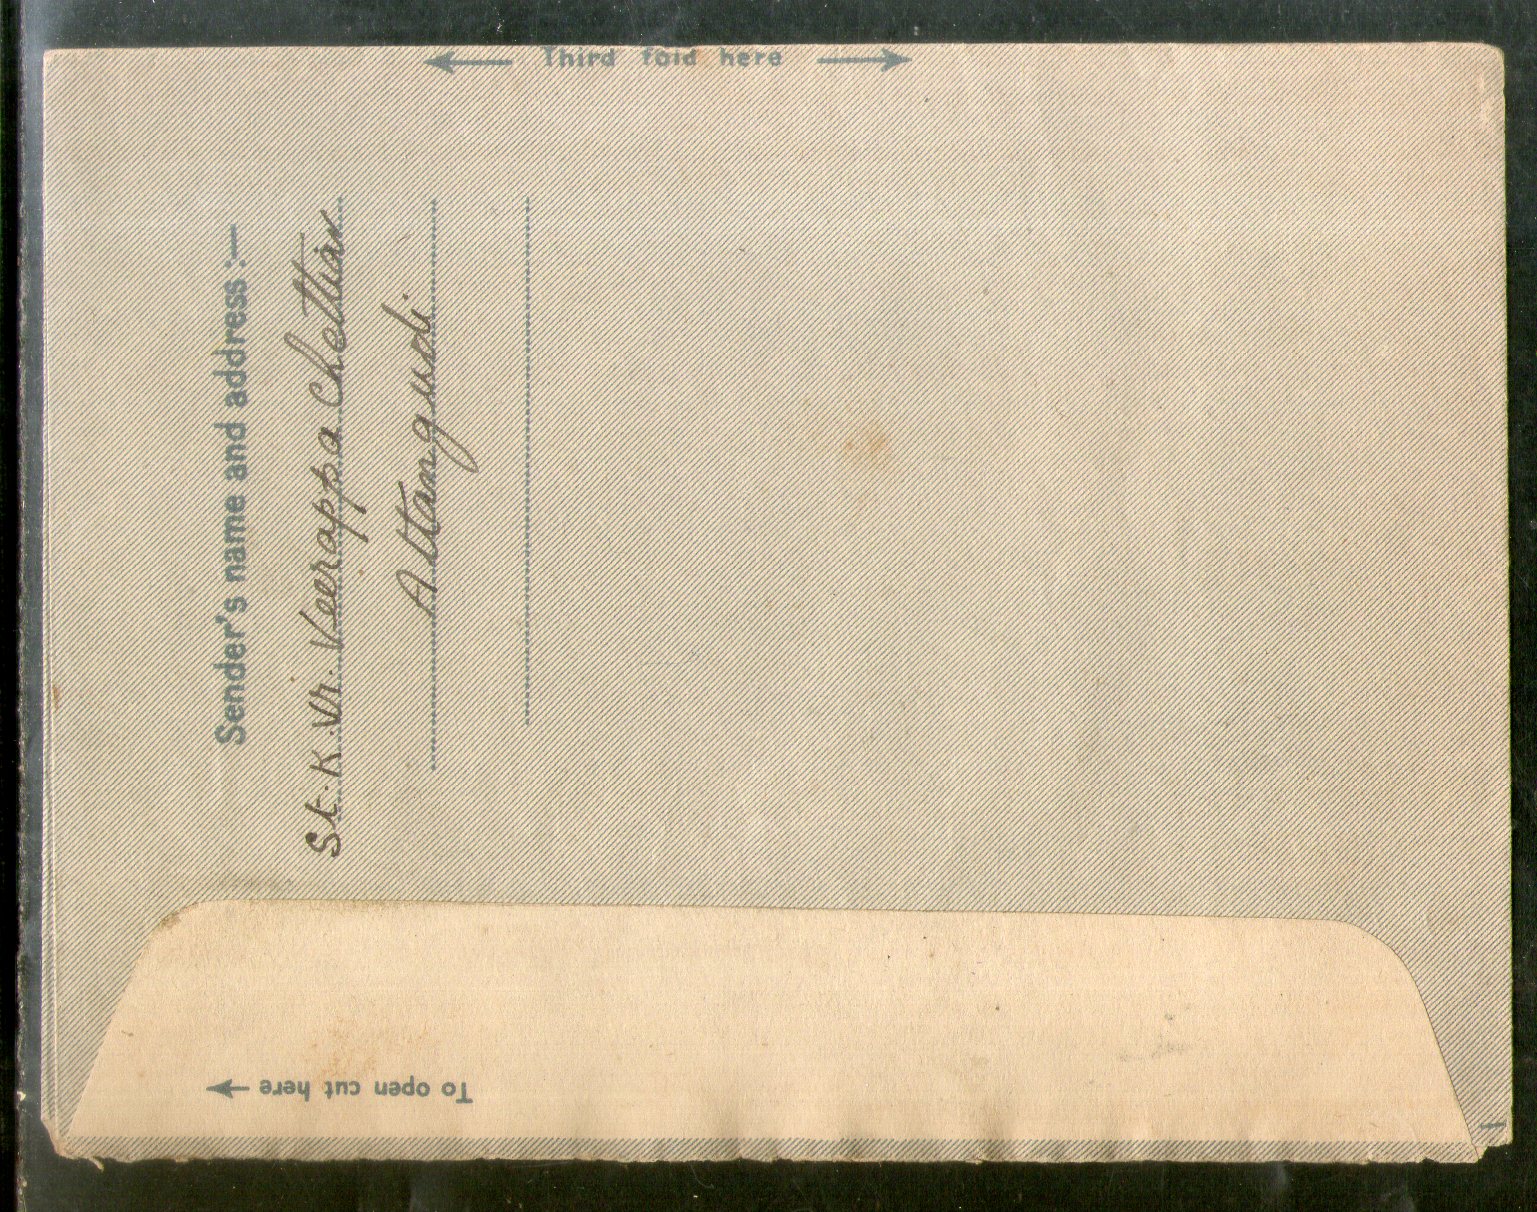 Third fold here
Sender's name and address :—
St. K. Vr. Veerappa Chettiar
Attangudi.
To open cut here